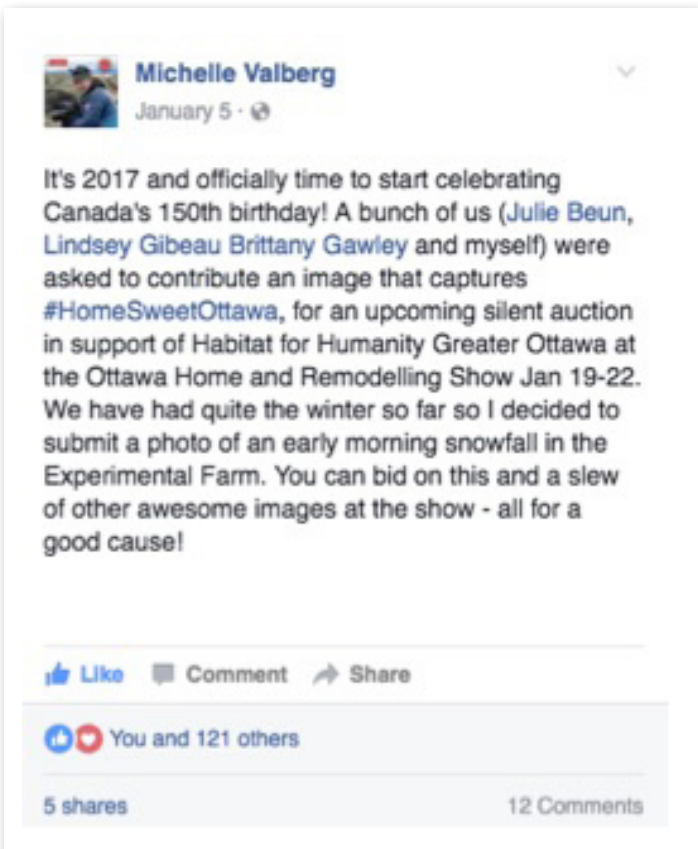 Michelle Valberg
January 5 ·
It's 2017 and officially time to start celebrating
Canada's 150th birthday! A bunch of us (Julie Beun,
Lindsey Gibeau Brittany Gawley and myself) were
asked to contribute an image that captures
#HomeSweetOttawa, for an upcoming silent auction
in support of Habitat for Humanity Greater Ottawa at
the Ottawa Home and Remodelling Show Jan 19-22.
We have had quite the winter so far so I decided to
submit a photo of an early morning snowfall in the
Experimental Farm. You can bid on this and a slew
of other awesome images at the show - all for a
good cause!
Like Comment Share
You and 121 others
5 shares 12 Comments